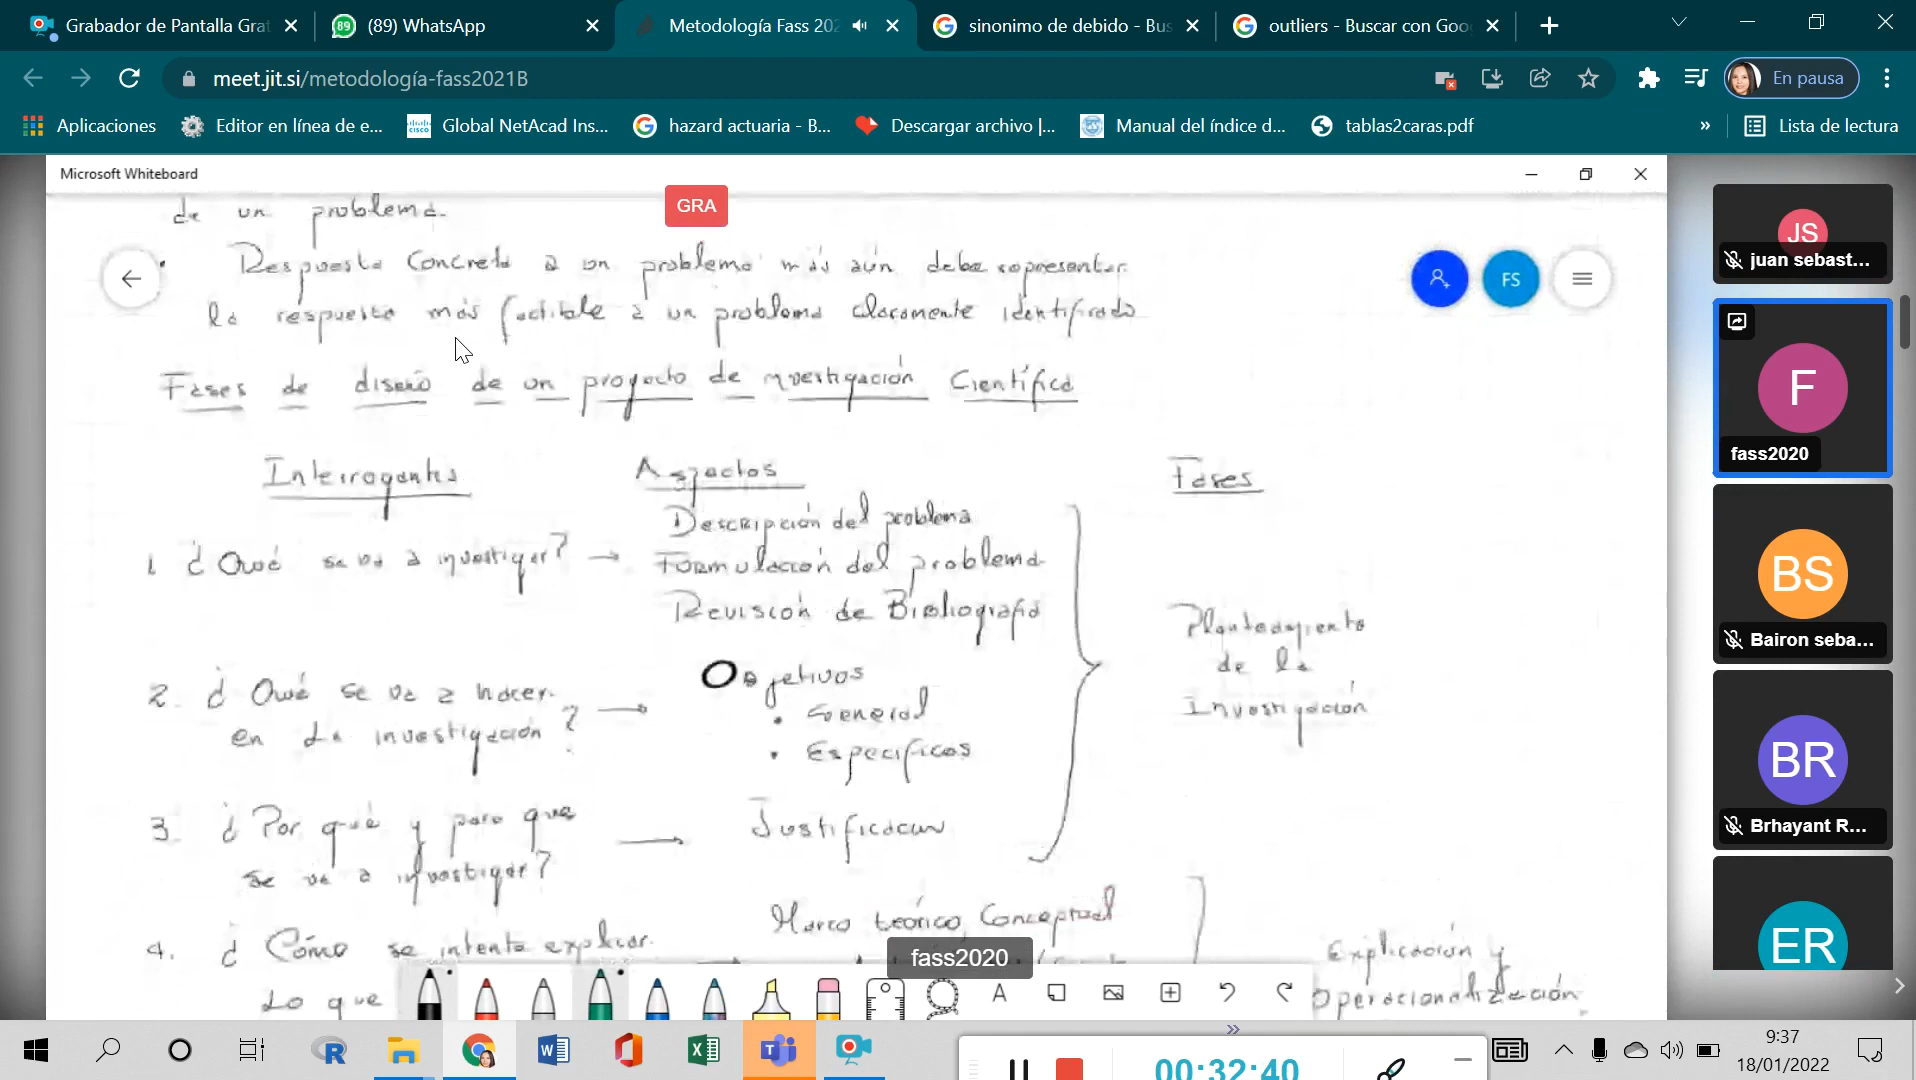 Grabador de Pantalla Grat
(89) WhatsApp
Metodología Fass 202
sinonimo de debido - Bus
outliers - Buscar con Goog
meet.jit.si/metodología-fass2021B
En pausa
Aplicaciones
Editor en línea de e...
Global NetAcad Ins...
hazard actuaria - B...
Descargar archivo |...
Manual del índice d...
tablas2caras.pdf
»
Lista de lectura
Microsoft Whiteboard
GRA
de un problema.
Respuesta Concreta a un problema más aún debe representar
la respuesta más factible a un problema claramente identificado
Fases de diseño de un proyecto de investigación Científica
Interrogantes
Aspectos
Fases
1 ¿Qué se va a investigar?
Descripción del problema
Formulación del problema
Revisión de Bibliografía
Planteamiento
de la
Investigación
2. ¿Qué se va a hacer
en la investigación?
Objetivos
• General
• Específicos
3. ¿Por qué y para que
se va a investigar?
Justificación
4. ¿Cómo se intenta explicar
Lo que
Marco teórico, Conceptual
Explicación y
Operacionalización.
fass2020
FS
JS
juan sebast...
F
fass2020
BS
Bairon seba...
BR
Brhayant R...
ER
00:32:40
9:37
18/01/2022